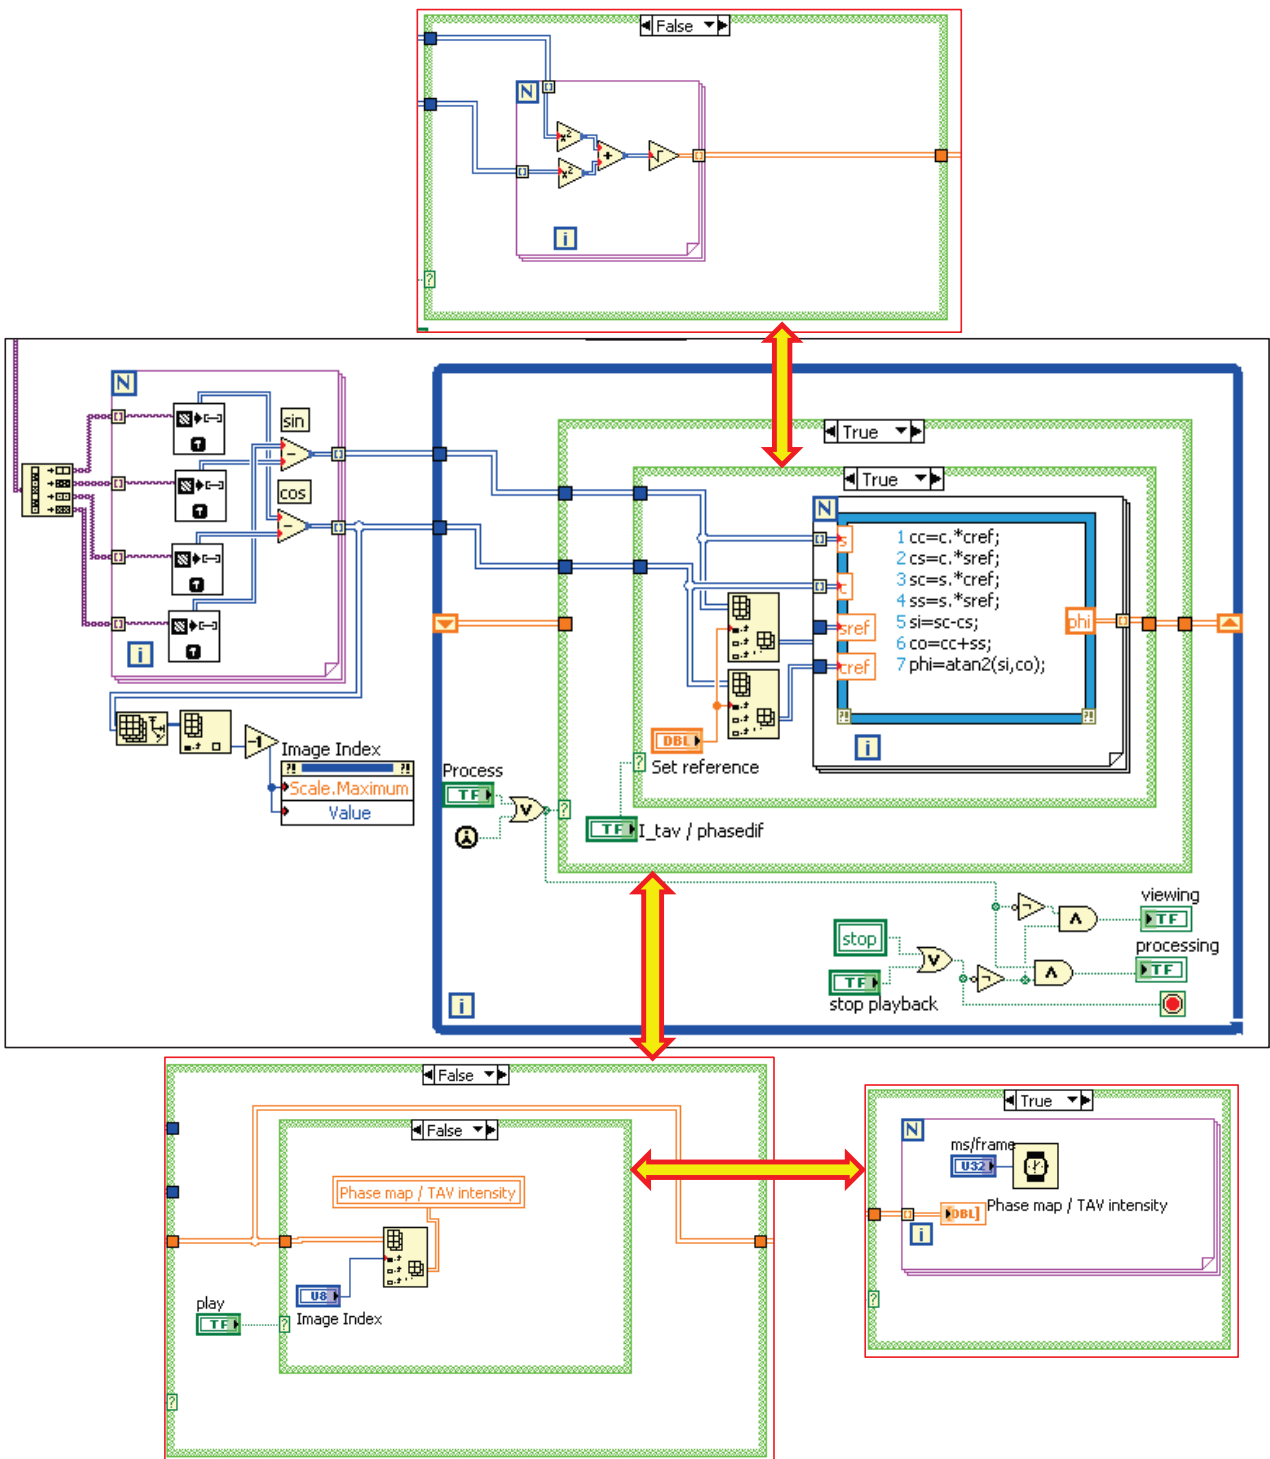 False
N
x²
+
x²
i
?
N
sin
True
cos
True
N
s
1 cc=c.*cref;
2 cs=c.*sref;
c
3 sc=s.*cref;
4 ss=s.*sref;
sref
5 si=sc-cs;
phi
6 co=cc+ss;
cref
7 phi=atan2(si,co);
i
-1
Image Index
DBL
i
Scale.Maximum
Process
? Set reference
Value
TF
V
?
TF
I_tav / phasedif
viewing
TF
stop
V
processing
TF
TF
stop playback
i
False
True
False
N
ms/frame
U32
Phase map / TAV intensity
DBL]
Phase map / TAV intensity
i
U8
play
Image Index
TF
?
?
?